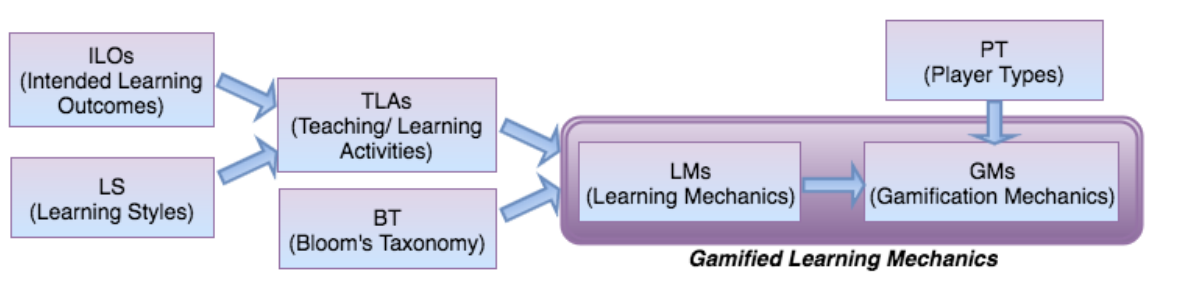 ILOs
(Intended Learning
Outcomes)
LS
(Learning Styles)
TLAs
(Teaching/ Learning
Activities)
BT
(Bloom's Taxonomy)
PT
(Player Types)
LMs
(Learning Mechanics)
GMs
(Gamification Mechanics)
Gamified Learning Mechanics